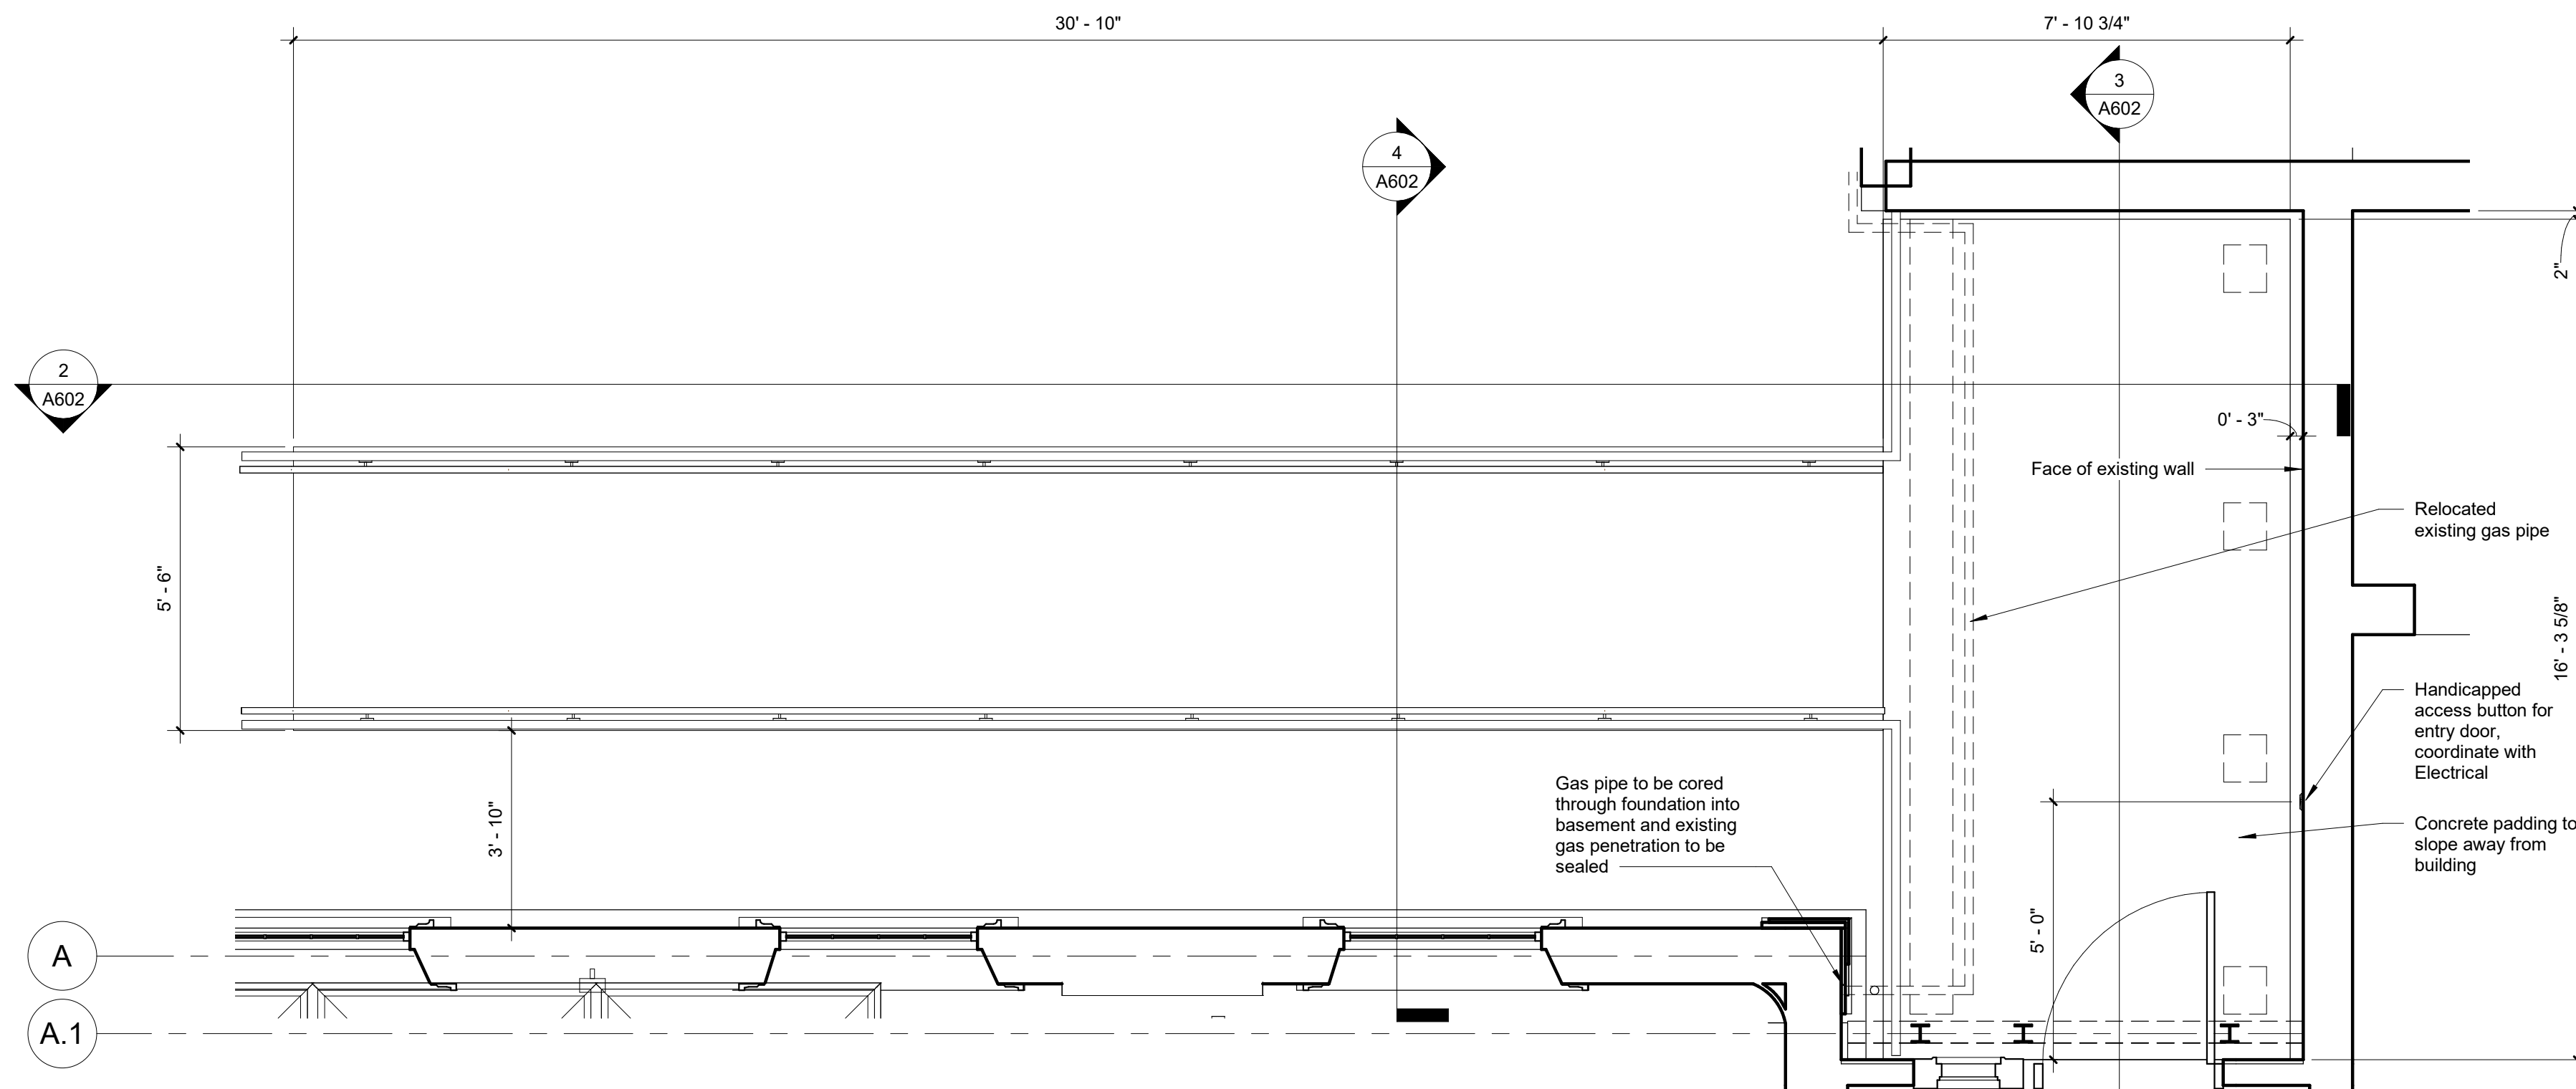 30' - 10"
7' - 10 3/4"
3
A602
4
A602
2"
2
A602
0' - 3"
Face of existing wall
Relocated
existing gas pipe
5' - 6"
16' - 3 5/8"
Handicapped
access button for
entry door,
coordinate with
Electrical
Gas pipe to be cored
through foundation into
basement and existing
gas penetration to be
sealed
3' - 10"
Concrete padding to
slope away from
building
5' - 0"
A
A.1